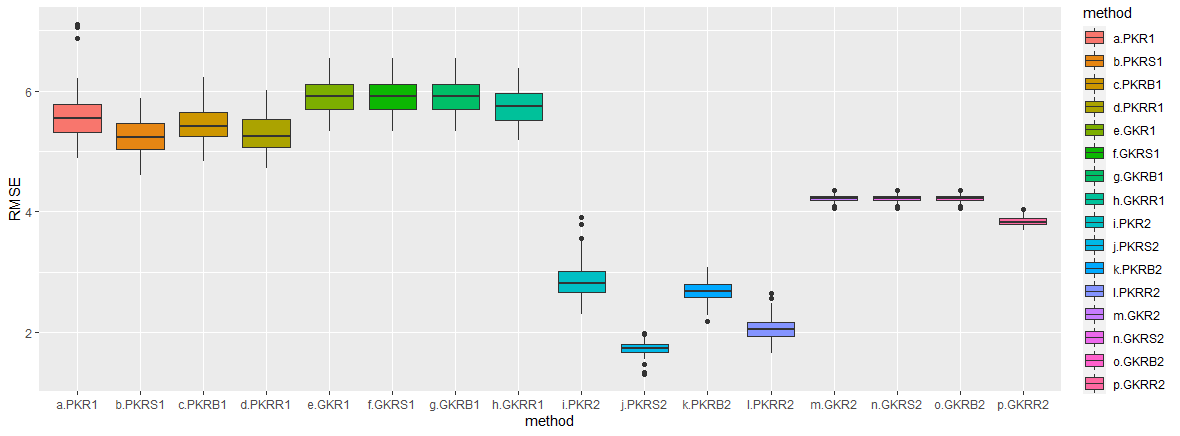 RMSE
6
4
2
a.PKR1 b.PKRS1 c.PKRB1 d.PKRR1 e.GKR1 f.GKRS1 g.GKRB1 h.GKRR1 i.PKR2 j.PKRS2 k.PKRB2 l.PKRR2 m.GKR2 n.GKRS2 o.GKRB2 p.GKRR2
method
method
a.PKR1
b.PKRS1
c.PKRB1
d.PKRR1
e.GKR1
f.GKRS1
g.GKRB1
h.GKRR1
i.PKR2
j.PKRS2
k.PKRB2
l.PKRR2
m.GKR2
n.GKRS2
o.GKRB2
p.GKRR2